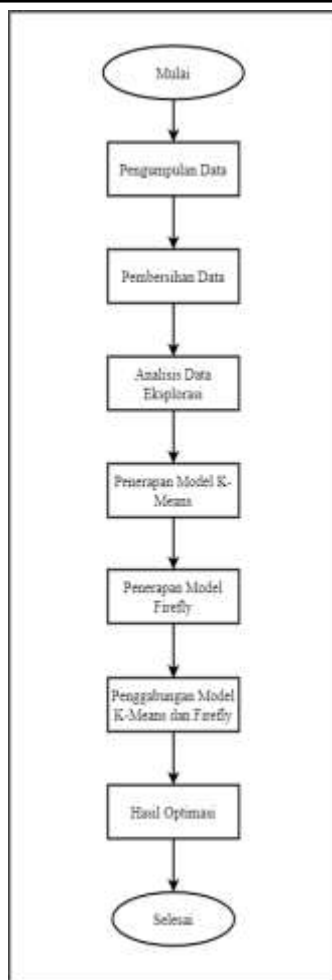 Mulai
Pengumpulan Data
Pembersihan Data
Analisis Data
Eksplorasi
Penerapan Model K-
Means
Penerapan Model
Firefly
Penggabungan Model
K-Means dan Firefly
Hasil Optimasi
Selesai